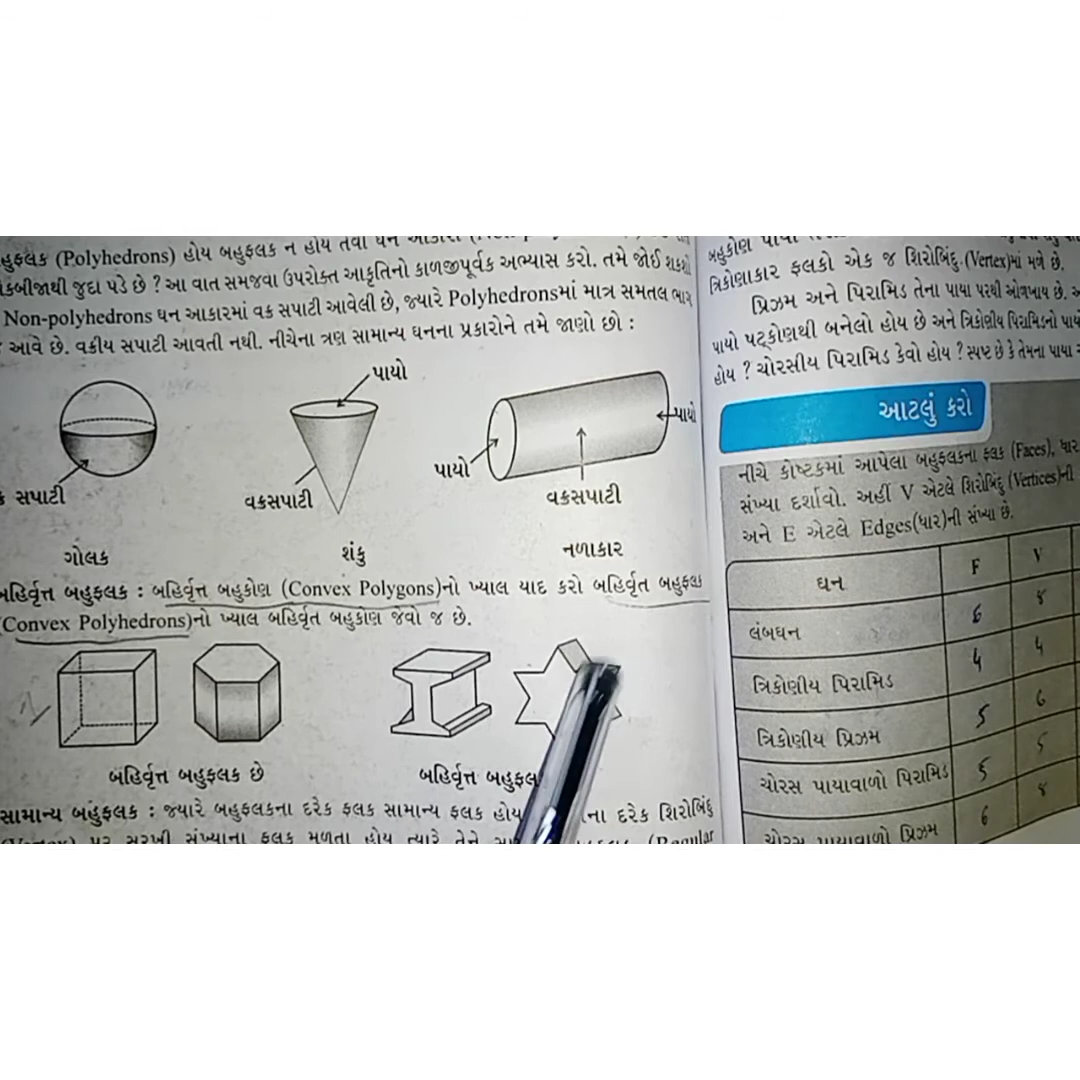 હુફલક (Polyhedrons) હોય બહુફલક ન હોય તેવા ઘન
કબીજાથી જુદા પડે છે ? આ વાત સમજવા ઉપરોક્ત આકૃતિનો કાળજીપૂર્વક અભ્યાસ કરો. તમે જોઈ શકશો
Non-polyhedrons ઘન આકારમાં વક્ર સપાટી આવેલી છે, જ્યારે Polyhedronsમાં માત્ર સમતલ ભાગ
આવે છે. વક્રીય સપાટી આવતી નથી. નીચેના ત્રણ સામાન્ય ઘનના પ્રકારોને તમે જાણો છો :
પાયો
પાયો
પાયો
સપાટી
વક્રસપાટી
વક્રસપાટી
ગોલક
શંકુ
નળાકાર
બહિર્વૃત્ત બહુફલક : બહિર્વૃત્ત બહુકોણ (Convex Polygons)નો ખ્યાલ યાદ કરો બહિર્વૃત બહુફલક
(Convex Polyhedrons)નો ખ્યાલ બહિર્વૃત બહુકોણ જેવો જ છે.
બહિર્વૃત્ત બહુફલક છે
બહિર્વૃત્ત
સામાન્ય બહુફલક : જ્યારે બહુફલકના દરેક ફલક સામાન્ય ફલક હોય ના દરેક શિરોબિંદુ
પર સરખી સંખ્યાના ફલક મળતા હોય ત્યારે તેને (Regular
બહુકોણ
ત્રિકોણાકાર ફલકો એક જ શિરોબિંદુ (Vertex)માં મળે છે.
પ્રિઝમ અને પિરામિડ તેના પાયા પરથી ઓળખાય છે.
પાયો ષટ્કોણથી બનેલો હોય છે અને ત્રિકોણીય પિરામિડનો પાયો
હોય ? ચોરસીય પિરામિડ કેવો હોય ? સ્પષ્ટ છે કે તેમના પાયા
આટલું કરો
નીચે કોષ્ટકમાં આપેલા બહુફલકના ફલક (Faces), ધાર
સંખ્યા દર્શાવો. અહીં V એટલે શિરોબિંદુ (Vertices)ની
અને E એટલે Edges(ધાર)ની સંખ્યા છે.
ઘન F V
લંબઘન 6 8
ત્રિકોણીય પિરામિડ 4 4
ત્રિકોણીય પ્રિઝમ 5 6
ચોરસ પાયાવાળો પિરામિડ 5 5
ચોરસ પાયાવાળો પ્રિઝમ 6 8